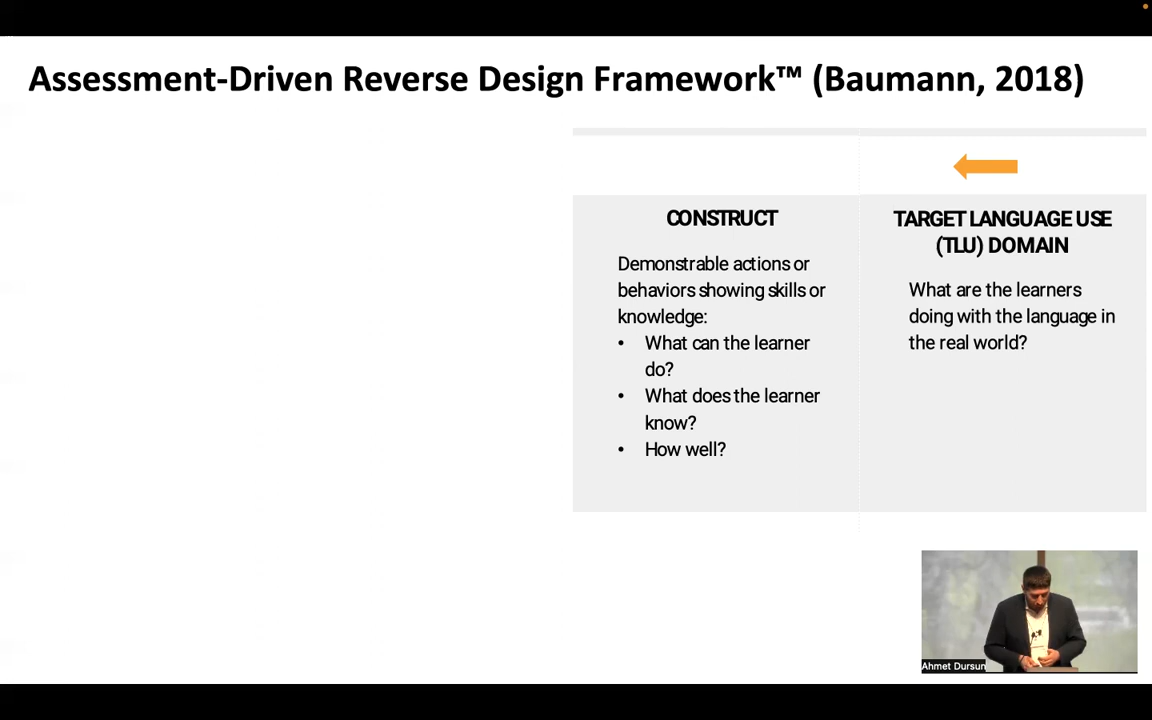 Assessment-Driven Reverse Design Framework™ (Baumann, 2018)
CONSTRUCT
Demonstrable actions or
behaviors showing skills or
knowledge:
• What can the learner
do?
• What does the learner
know?
• How well?
TARGET LANGUAGE USE
(TLU) DOMAIN
What are the learners
doing with the language in
the real world?
Ahmet Dursun